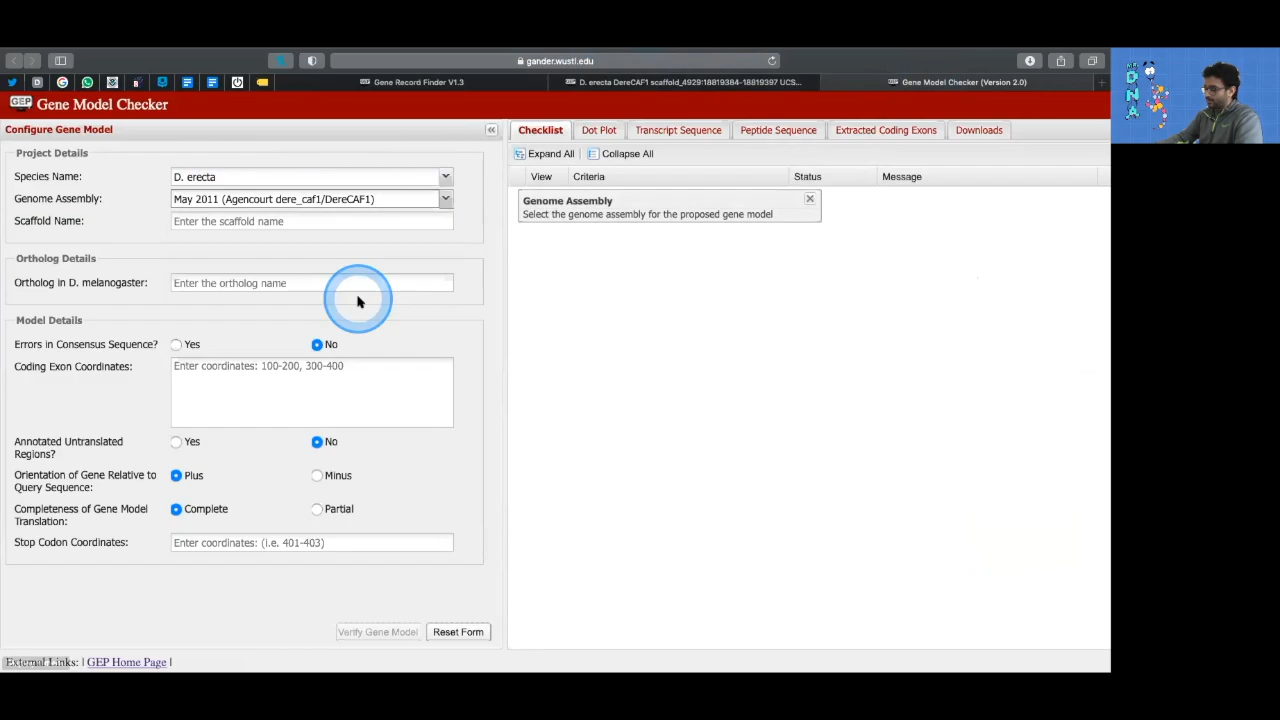 gander.wustl.edu
Gene Record Finder V1.3
D. erecta DereCAF1 scaffold_4929:18819384-18819397 UCS...
Gene Model Checker (Version 2.0)
GEP Gene Model Checker
Configure Gene Model
Project Details
Species Name: D. erecta
Genome Assembly: May 2011 (Agencourt dere_caf1/DereCAF1)
Scaffold Name: Enter the scaffold name
Ortholog Details
Ortholog in D. melanogaster: Enter the ortholog name
Model Details
Errors in Consensus Sequence? Yes No
Coding Exon Coordinates: Enter coordinates: 100-200, 300-400
Annotated Untranslated
Regions?
Yes No
Orientation of Gene Relative to
Query Sequence:
Plus Minus
Completeness of Gene Model
Translation:
Complete Partial
Stop Codon Coordinates: Enter coordinates: (i.e. 401-403)
Verify Gene Model Reset Form
External Links: | GEP Home Page |
Checklist Dot Plot Transcript Sequence Peptide Sequence Extracted Coding Exons Downloads
Expand All Collapse All
View Criteria Status Message
Genome Assembly
Select the genome assembly for the proposed gene model
DNA